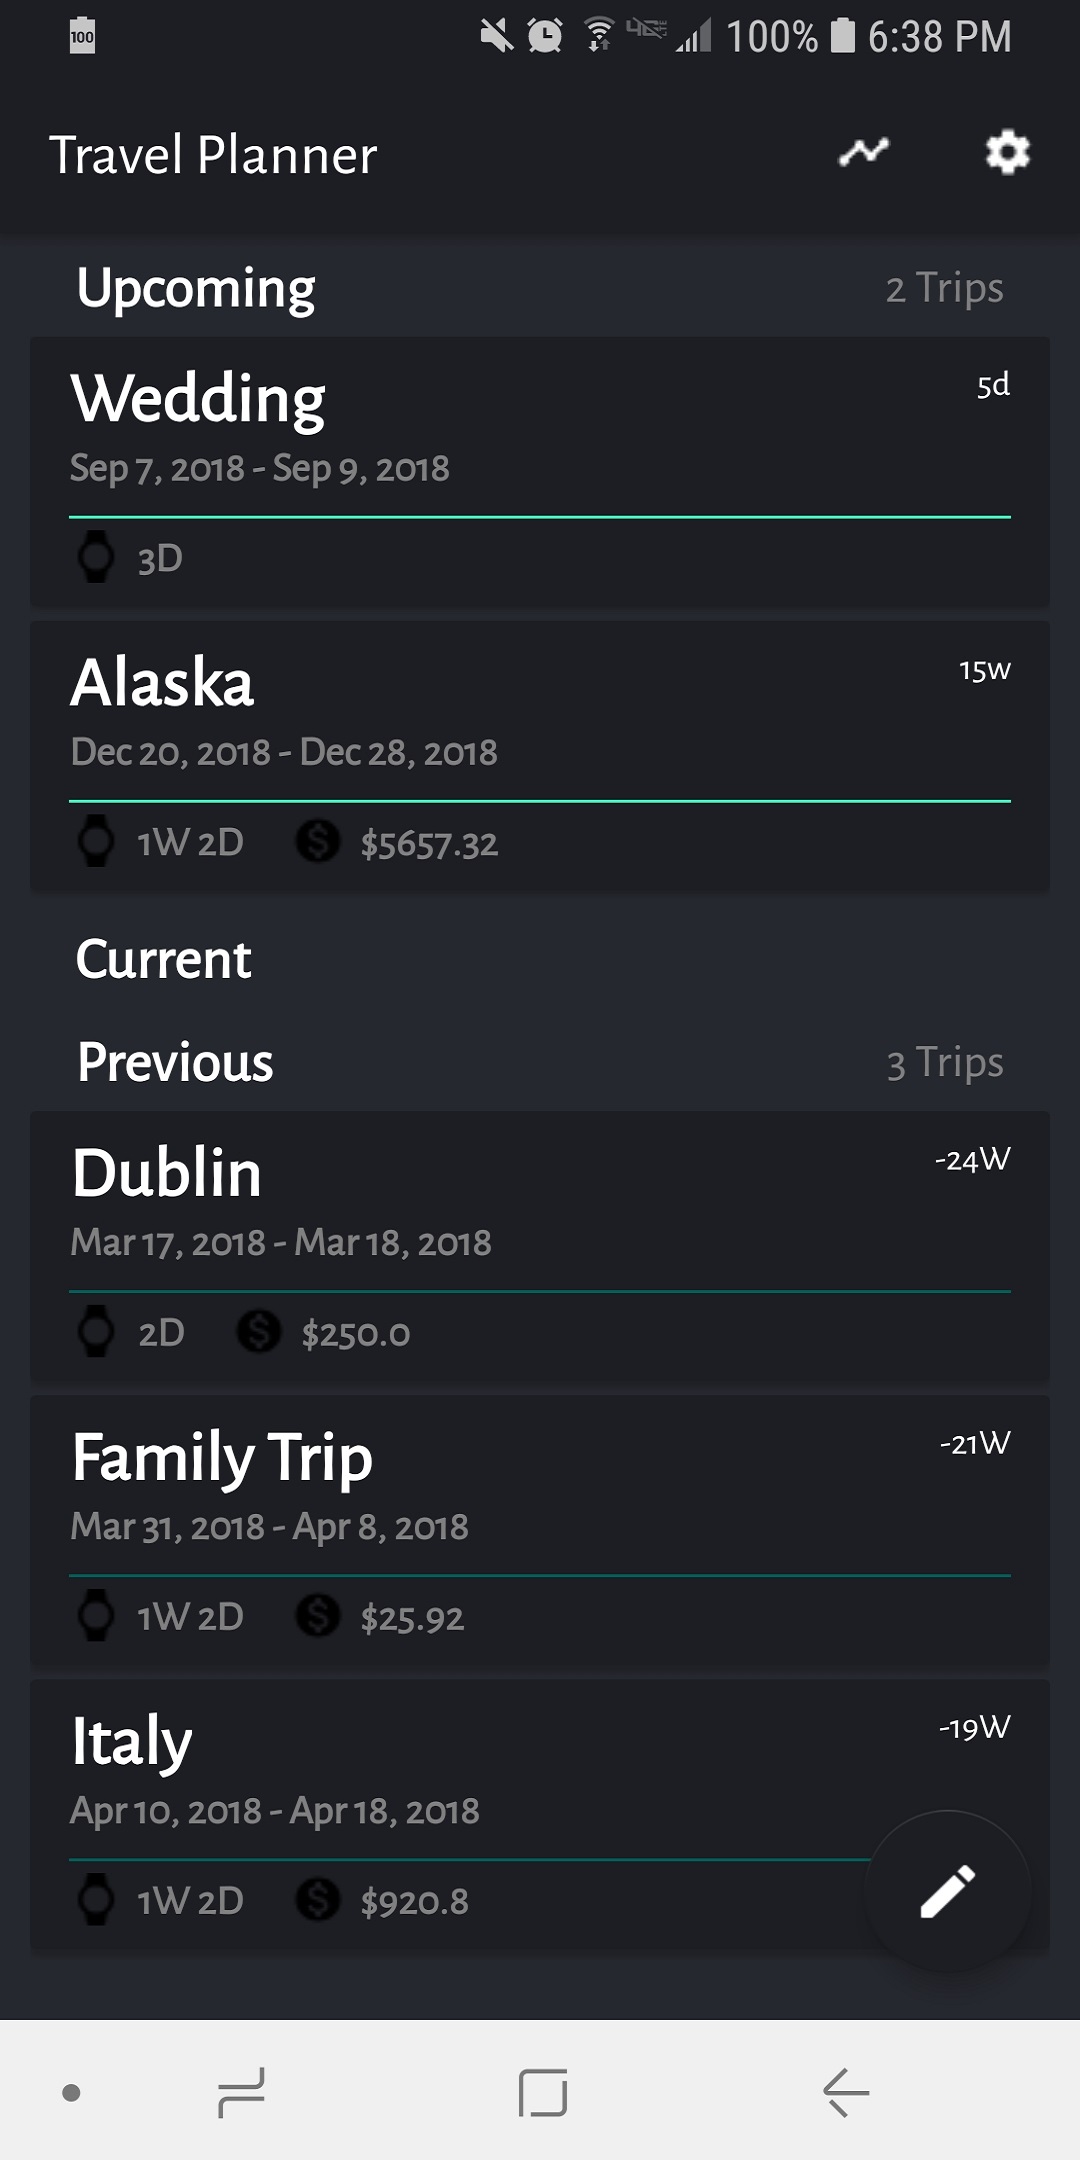 100 100% 6:38 PM
Travel Planner
Upcoming 2 Trips
Wedding 5d
Sep 7, 2018 - Sep 9, 2018
3D
Alaska 15w
Dec 20, 2018 - Dec 28, 2018
1W 2D $5657.32
Current
Previous 3 Trips
Dublin -24W
Mar 17, 2018 - Mar 18, 2018
2D $250.0
Family Trip -21W
Mar 31, 2018 - Apr 8, 2018
1W 2D $25.92
Italy -19W
Apr 10, 2018 - Apr 18, 2018
1W 2D $920.8